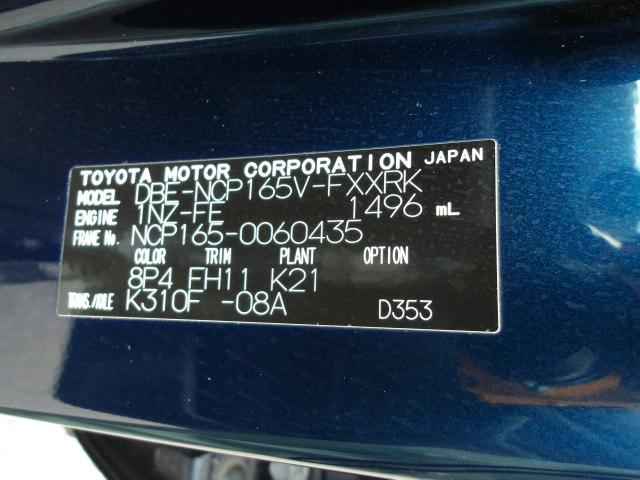 TOYOTA MOTOR CORPORATION JAPAN
MODEL DBE-NCP165V-FXXRK
ENGINE 1NZ-FE 1496 mL
FRAME No. NCP165-0060435
COLOR TRIM PLANT OPTION
8P4 FH11 K21
TRANS./AXLE K310F -08A D353